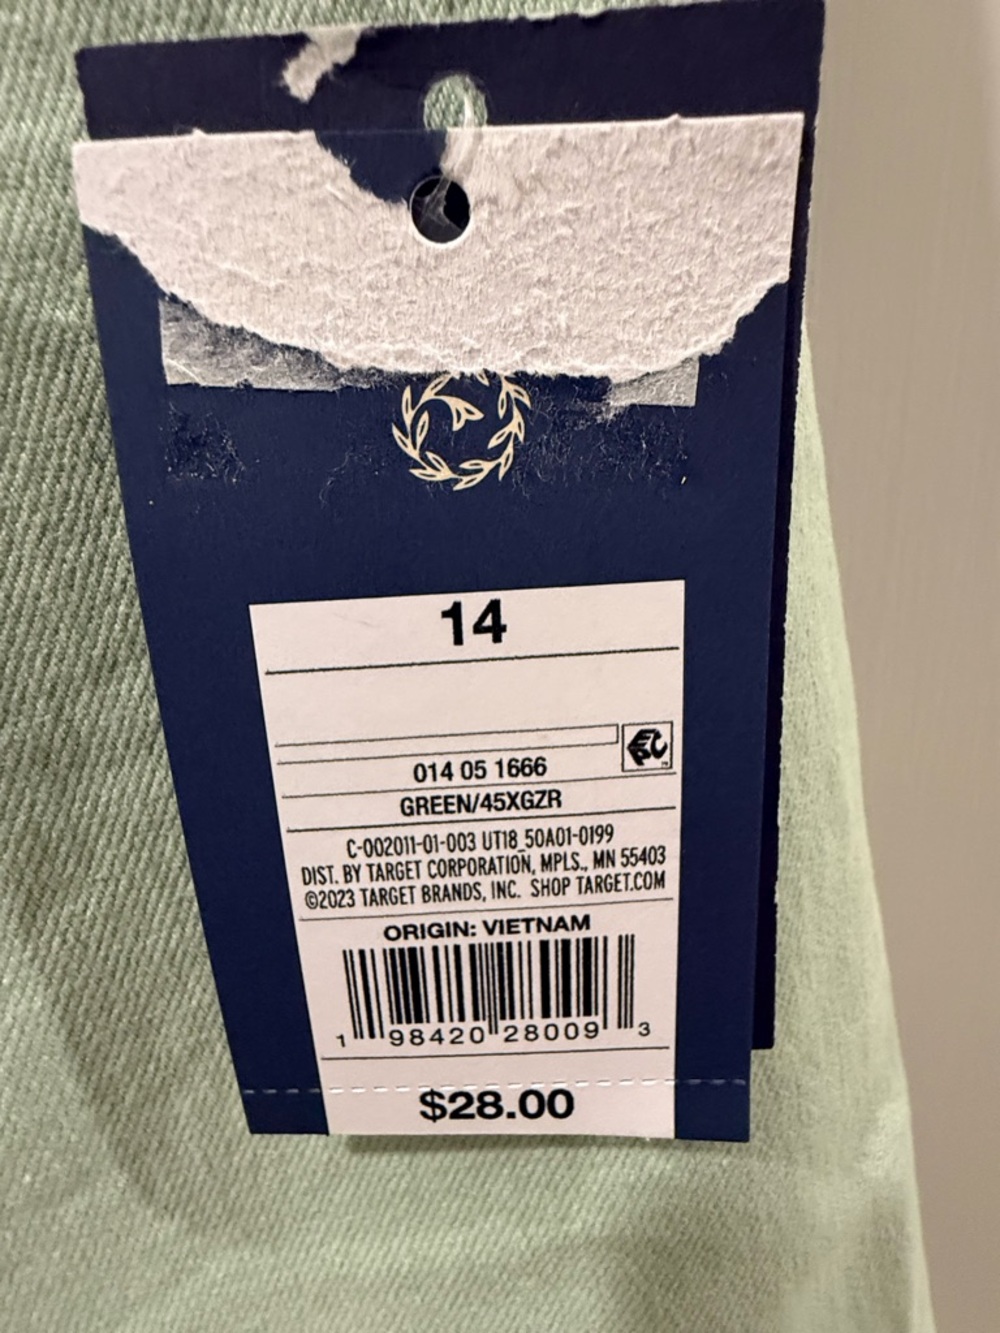 14
014 05 1666
GREEN/45XGZR
C-002011-01-003 UT18_50A01-0199
DIST. BY TARGET CORPORATION, MPLS., MN 55403
©2023 TARGET BRANDS, INC. SHOP TARGET.COM
ORIGIN: VIETNAM
1 98420 28009 3
$28.00